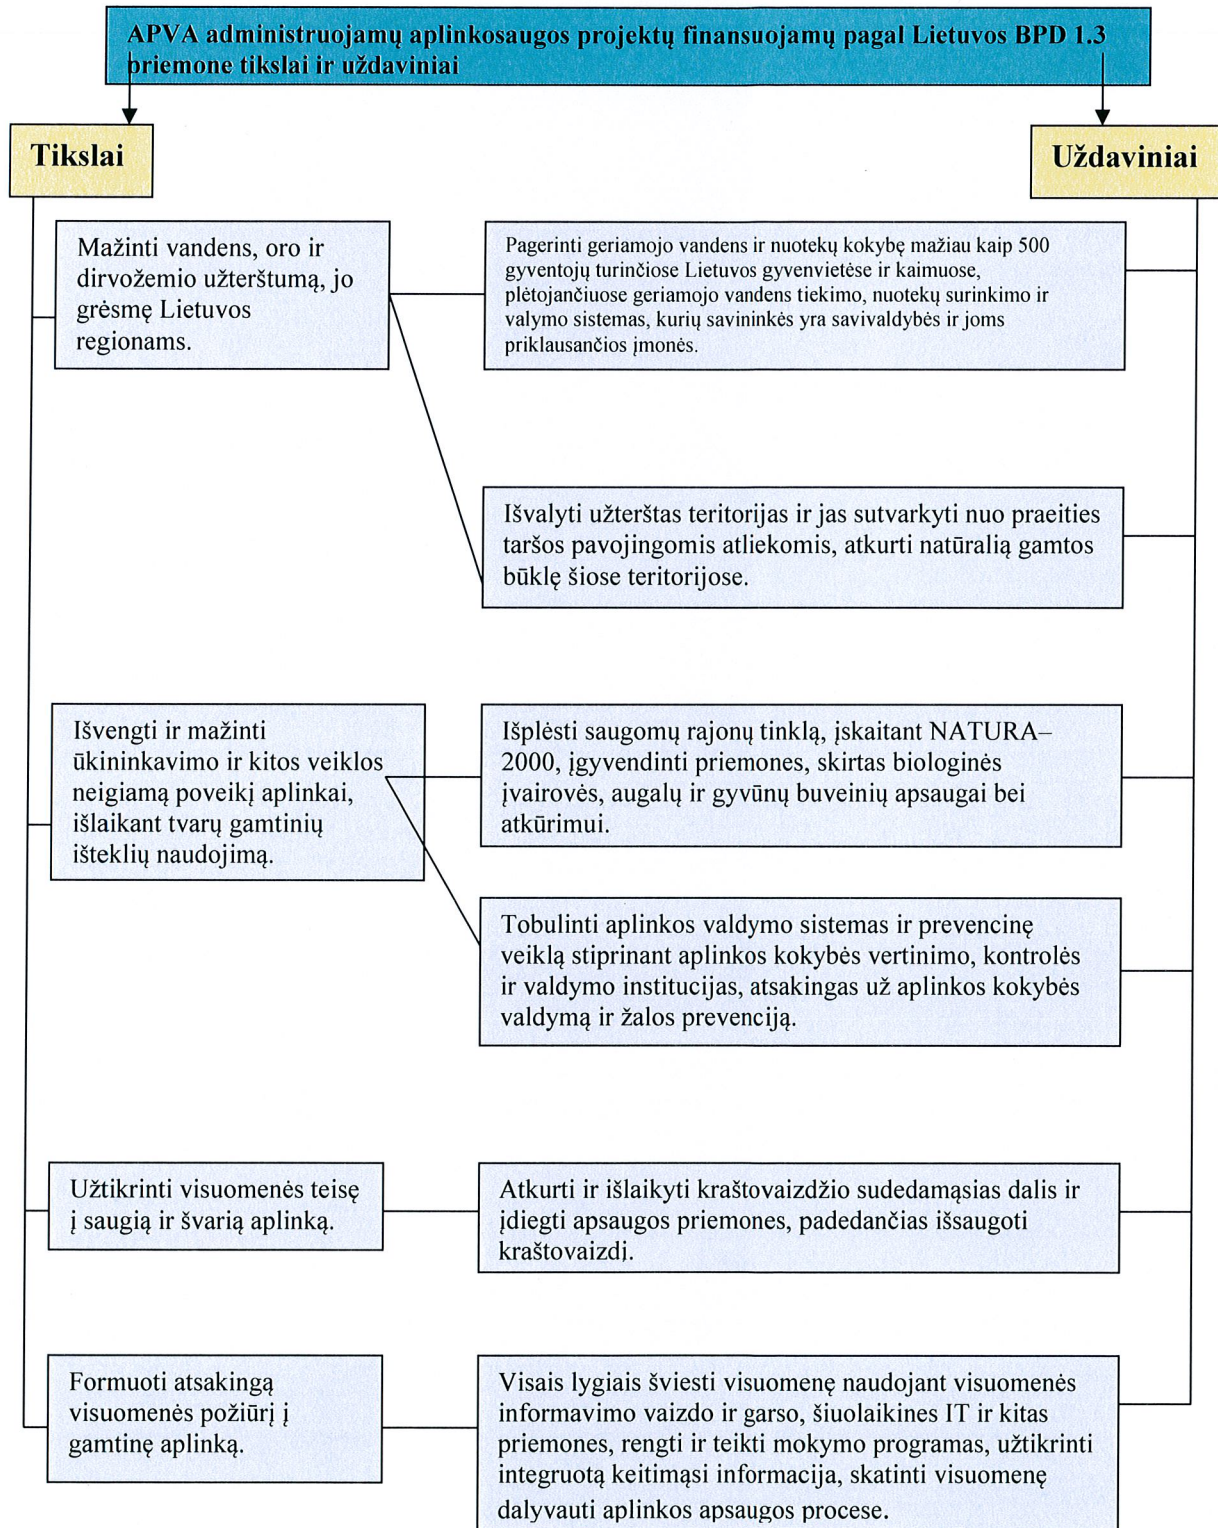 APVA administruojamų aplinkosaugos projektų finansuojamų pagal Lietuvos BPD 1.3
priemone tikslai ir uždaviniai
Tikslai
Uždaviniai
Mažinti vandens, oro ir
dirvožemio užterštumą, jo
grėsmę Lietuvos
regionams.
Pagerinti geriamojo vandens ir nuotekų kokybę mažiau kaip 500
gyventojų turinčiose Lietuvos gyvenvietėse ir kaimuose,
plėtojančiuose geriamojo vandens tiekimo, nuotekų surinkimo ir
valymo sistemas, kurių savininkės yra savivaldybės ir joms
priklausančios įmonės.
Išvalyti užterštas teritorijas ir jas sutvarkyti nuo praeities
taršos pavojingomis atliekomis, atkurti natūralią gamtos
būklę šiose teritorijose.
Išvengti ir mažinti
ūkininkavimo ir kitos veiklos
neigiamą poveikį aplinkai,
išlaikant tvarų gamtinių
išteklių naudojimą.
Išplėsti saugomų rajonų tinklą, įskaitant NATURA–
2000, įgyvendinti priemones, skirtas biologinės
įvairovės, augalų ir gyvūnų buveinių apsaugai bei
atkūrimui.
Tobulinti aplinkos valdymo sistemas ir prevencinę
veiklą stiprinant aplinkos kokybės vertinimo, kontrolės
ir valdymo institucijas, atsakingas už aplinkos kokybės
valdymą ir žalos prevenciją.
Užtikrinti visuomenės teisę
į saugią ir švarią aplinką.
Atkurti ir išlaikyti kraštovaizdžio sudedamąsias dalis ir
įdiegti apsaugos priemones, padedančias išsaugoti
kraštovaizdį.
Formuoti atsakingą
visuomenės požiūrį į
gamtinę aplinką.
Visais lygiais šviesti visuomenę naudojant visuomenės
informavimo vaizdo ir garso, šiuolaikines IT ir kitas
priemones, rengti ir teikti mokymo programas, užtikrinti
integruotą keitimąsi informacija, skatinti visuomenę
dalyvauti aplinkos apsaugos procese.